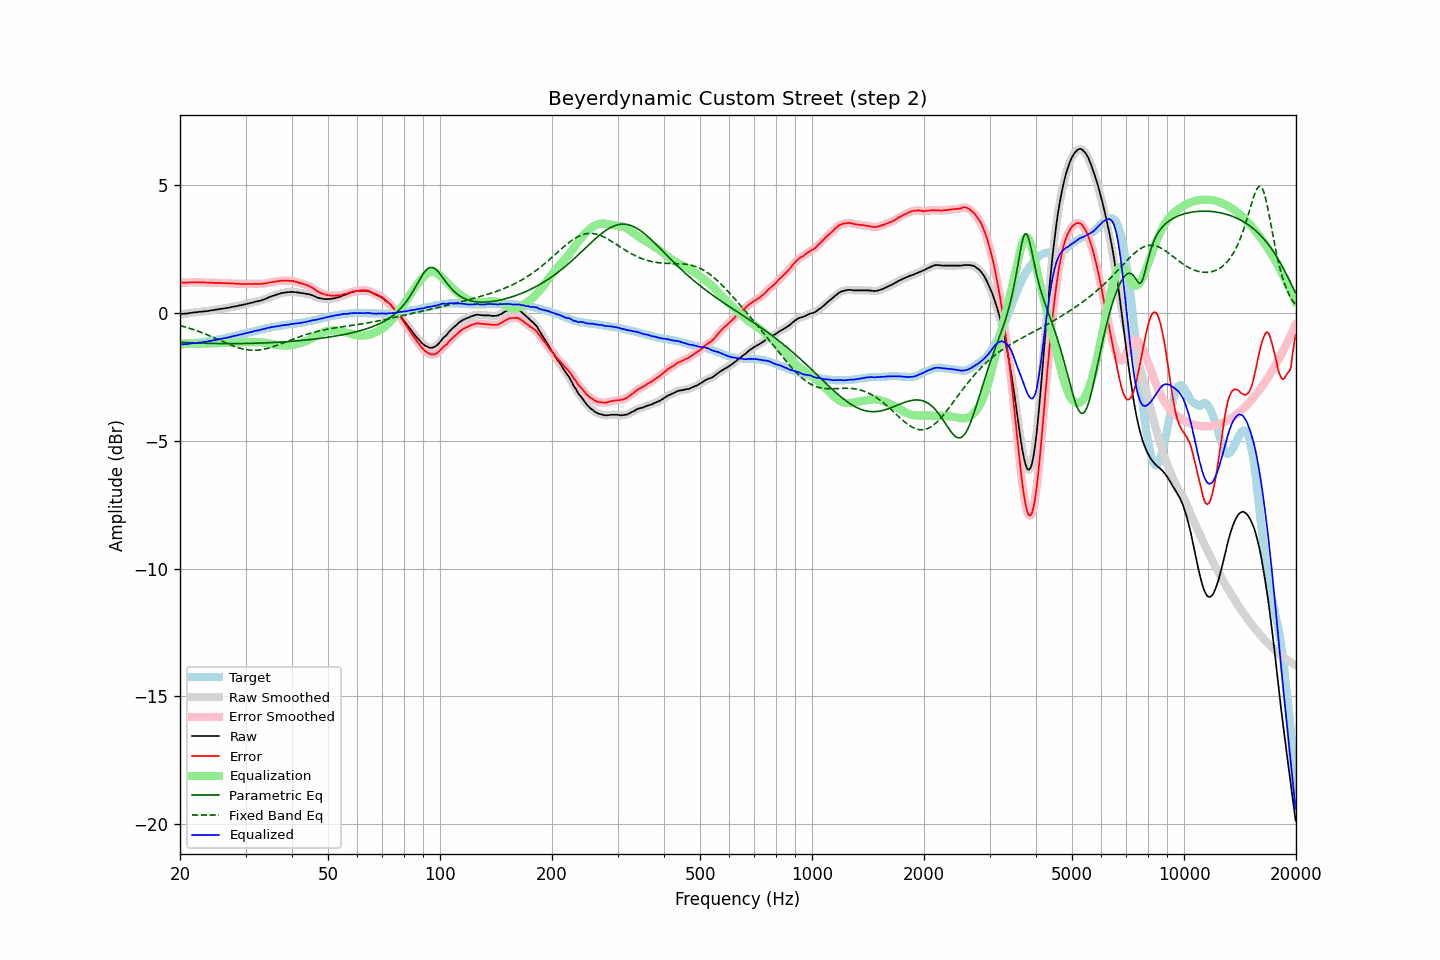 Beyerdynamic Custom Street (step 2)
5
0
−5
−10
−15
−20
Amplitude (dBr)
Target
Raw Smoothed
Error Smoothed
Raw
Error
Equalization
Parametric Eq
Fixed Band Eq
Equalized
20 50 100 200 500 1000 2000 5000 10000 20000
Frequency (Hz)